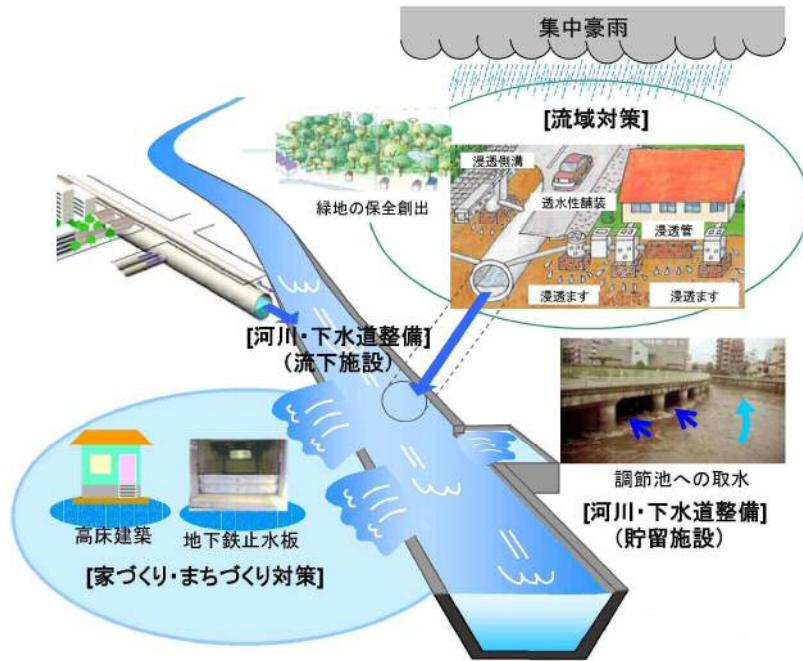 集中豪雨
[流域対策]
浸透側溝
透水性舗装
緑地の保全創出
浸透管
浸透ます
浸透ます
[河川・下水道整備]
(流下施設)
調節池への取水
[河川・下水道整備]
(貯留施設)
高床建築
地下鉄止水板
[家づくり・まちづくり対策]